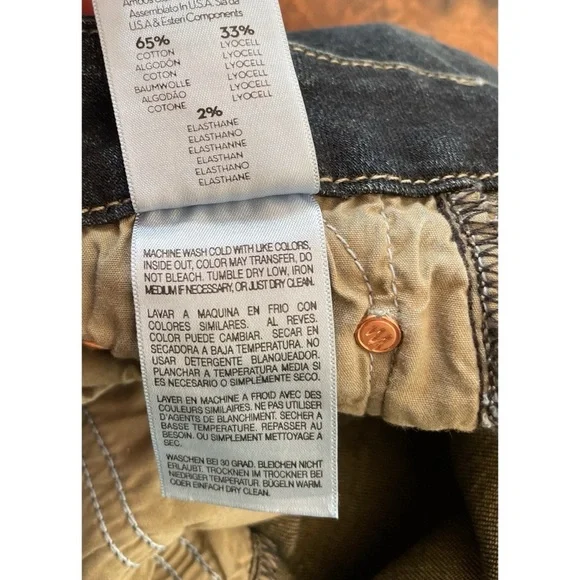 Assemblato In U.S.A. Sa da
U.S.A & Esteri Components
65%
COTTON
ALGODÓN
COTON
BAUMWOLLE
ALGODÃO
COTONE
33%
LYOCELL
LYOCELL
LYOCELL
LYOCELL
LYOCELL
LYOCELL
2%
ELASTHANE
ELASTHANO
ELASTHANNE
ELASTHAN
ELASTHANO
ELASTHANE
MACHINE WASH COLD WITH LIKE COLORS,
INSIDE OUT, COLOR MAY TRANSFER, DO
NOT BLEACH. TUMBLE DRY LOW, IRON
MEDIUM IF NECESSARY, OR JUST DRY CLEAN.
LAVAR A MAQUINA EN FRIO CON
COLORES SIMILARES. AL REVES.
COLOR PUEDE CAMBIAR. SECAR EN
SECADORA A BAJA TEMPERATURA. NO
USAR DETERGENTE BLANQUEADOR.
PLANCHAR A TEMPERATURA MEDIA SI
ES NECESARIO O SIMPLEMENTE SECO.
LAVER EN MACHINE A FROID AVEC DES
COULEURS SIMILAIRES. NE PAS UTILISER
D'AGENTS DE BLANCHIMENT. SECHER A
BASSE TEMPERATURE. REPASSER AU
BESOIN. OU SIMPLEMENT METTOYAGE À
SEC.
WASCHEN BEI 30 GRAD. BLEICHEN NICHT
ERLAUBT. TROCKNEN IM TROCKNER BEI
NIEDRIGER TEMPERATUR. BÜGELN WARM.
ODER EINFACH DRY CLEAN.